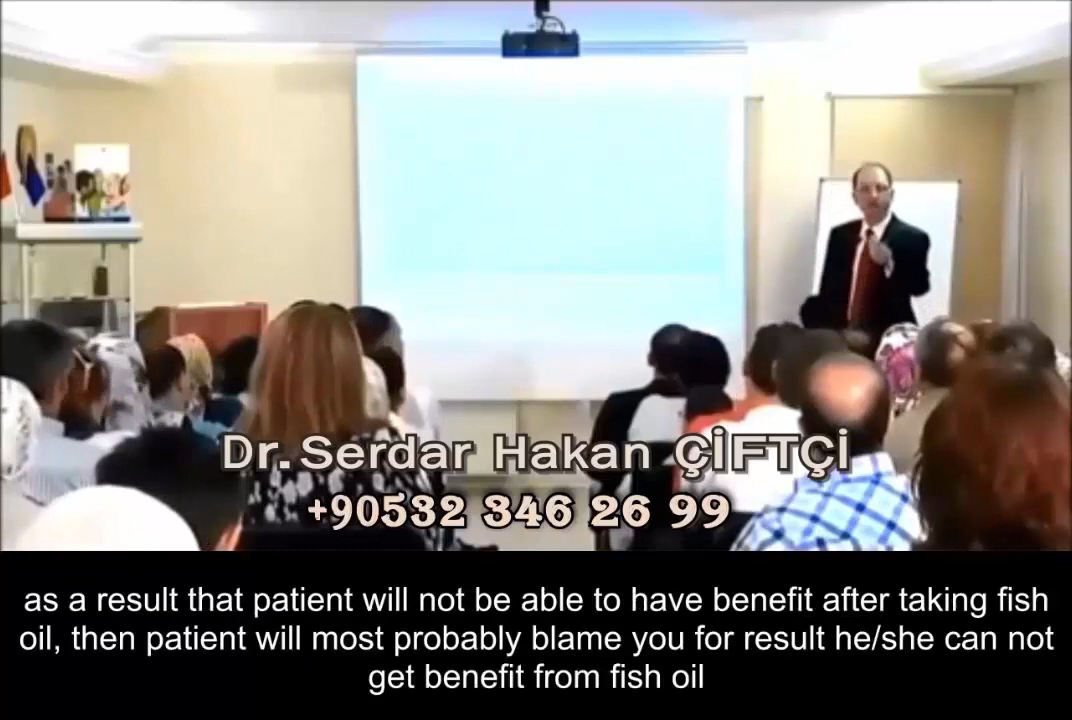 Dr. Serdar Hakan ÇİFTÇİ
+90532 346 26 99
as a result that patient will not be able to have benefit after taking fish
oil, then patient will most probably blame you for result he/she can not
get benefit from fish oil